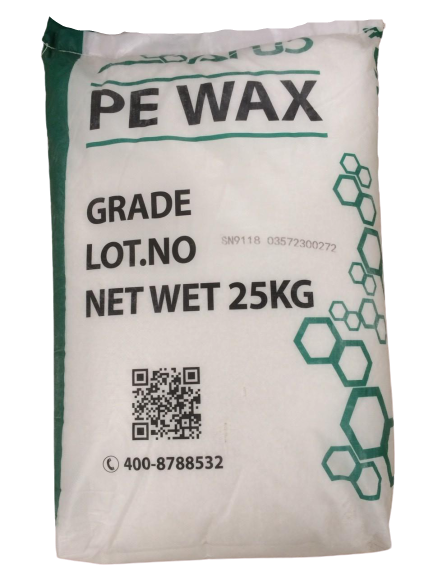 PE WAX
GRADE
LOT.NO
SN9118 03572300272
NET WET 25KG
400-8788532